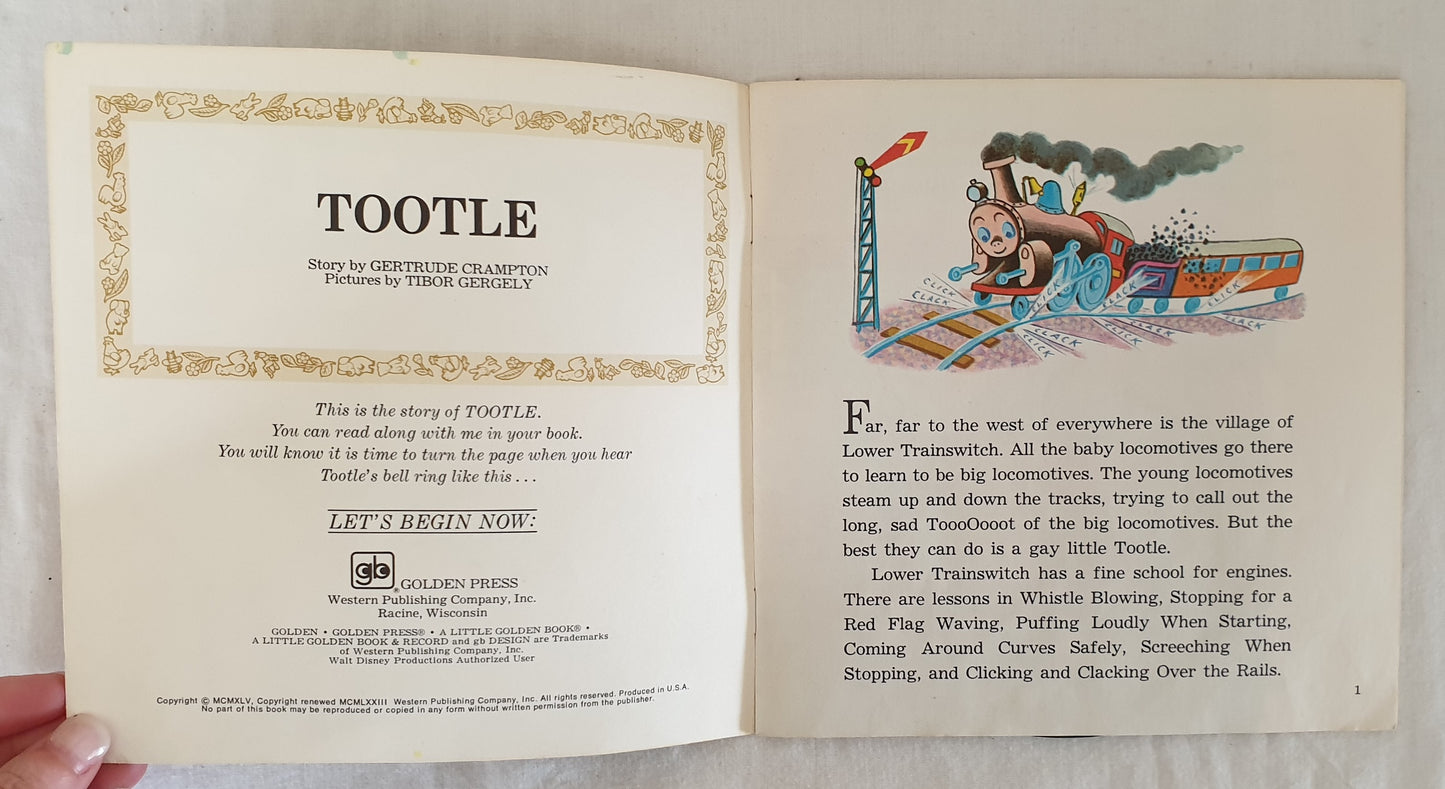 TOOTLE
Story by GERTRUDE CRAMPTON
Pictures by TIBOR GERGELY
This is the story of TOOTLE.
You can read along with me in your book.
You will know it is time to turn the page when you hear
Tootle's bell ring like this . . .
LET'S BEGIN NOW:
gb® GOLDEN PRESS
Western Publishing Company, Inc.
Racine, Wisconsin
GOLDEN • GOLDEN PRESS® • A LITTLE GOLDEN BOOK® •
A LITTLE GOLDEN BOOK & RECORD and gb DESIGN are Trademarks
of Western Publishing Company, Inc.
Walt Disney Productions Authorized User
Copyright © MCMXLV, Copyright renewed MCMLXXIII Western Publishing Company, Inc. All rights reserved. Produced in U.S.A.
No part of this book may be reproduced or copied in any form without written permission from the publisher.
CLICK
CLACK
CLICK
CLACK
CLICK
CLACK
CLACK
CLACK
CLICK
Far, far to the west of everywhere is the village of
Lower Trainswitch. All the baby locomotives go there
to learn to be big locomotives. The young locomotives
steam up and down the tracks, trying to call out the
long, sad ToooOooot of the big locomotives. But the
best they can do is a gay little Tootle.
Lower Trainswitch has a fine school for engines.
There are lessons in Whistle Blowing, Stopping for a
Red Flag Waving, Puffing Loudly When Starting,
Coming Around Curves Safely, Screeching When
Stopping, and Clicking and Clacking Over the Rails.
1